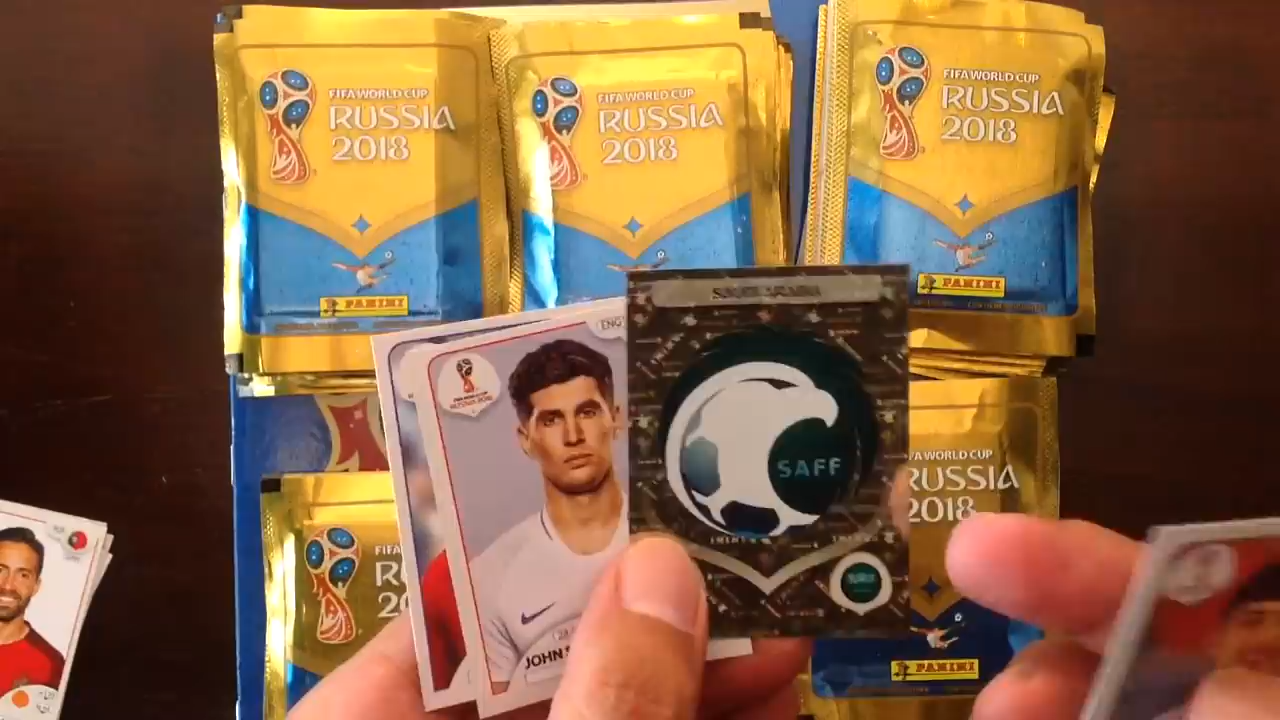 FIFA WORLD CUP
RUSSIA
2018
PANINI
FIFA WORLD CUP
RUSSIA
2018
FIFA WORLD CUP
RUSSIA
2018
PANINI
ENG
SAUDI ARABIA
SAFF
JOHN S
WORLD CUP
RUSSIA
2018
PANINI
FIFA
R
20